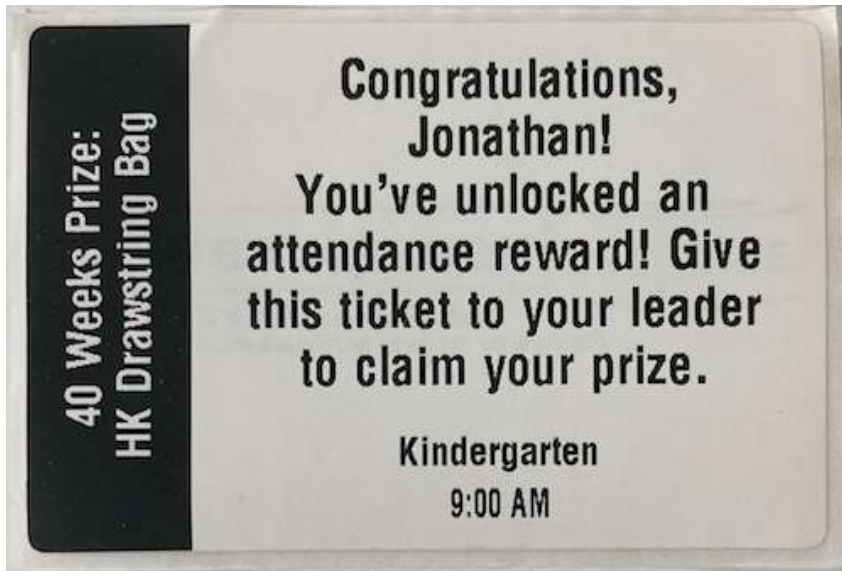 40 Weeks Prize:
HK Drawstring Bag
Congratulations,
Jonathan!
You've unlocked an
attendance reward! Give
this ticket to your leader
to claim your prize.
Kindergarten
9:00 AM